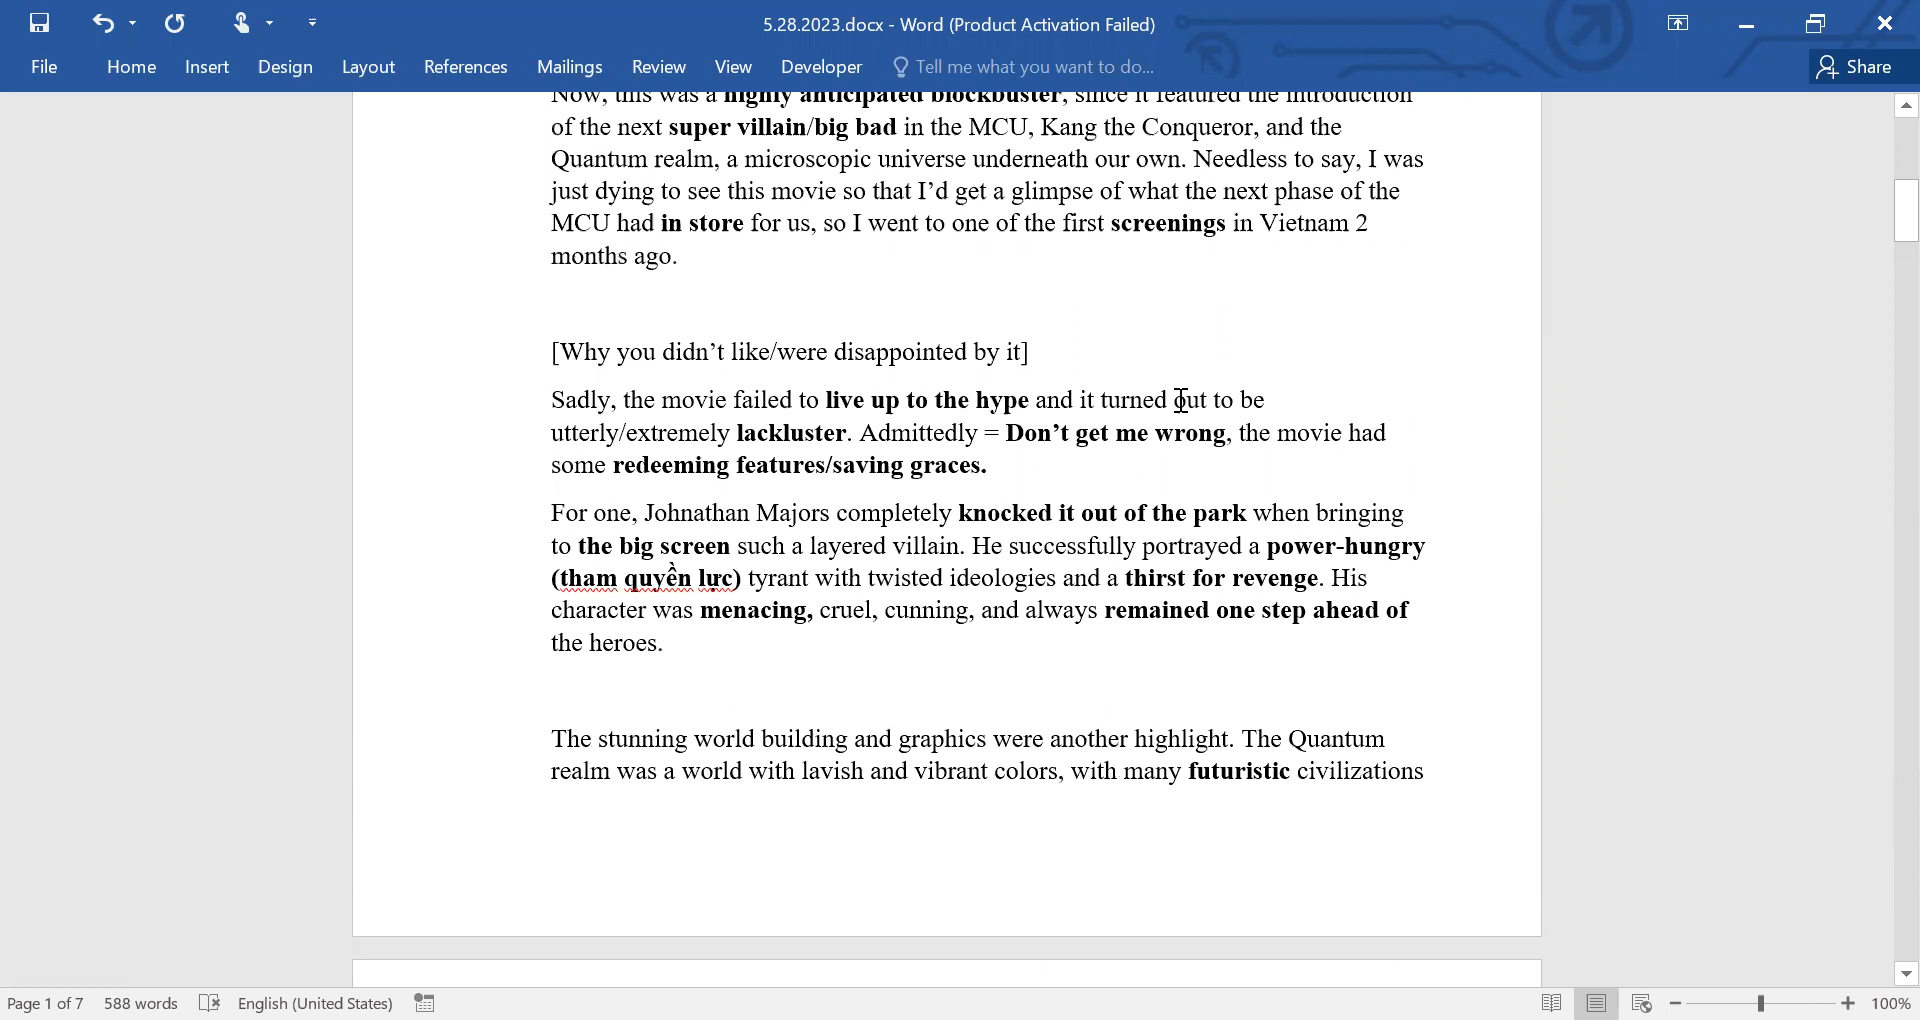 5.28.2023.docx - Word (Product Activation Failed)
File Home Insert Design Layout References Mailings Review View Developer Tell me what you want to do... Share
Now, this was a highly anticipated blockbuster, since it featured the introduction
of the next super villain/big bad in the MCU, Kang the Conqueror, and the
Quantum realm, a microscopic universe underneath our own. Needless to say, I was
just dying to see this movie so that I’d get a glimpse of what the next phase of the
MCU had in store for us, so I went to one of the first screenings in Vietnam 2
months ago.
[Why you didn’t like/were disappointed by it]
Sadly, the movie failed to live up to the hype and it turned out to be
utterly/extremely lackluster. Admittedly = Don’t get me wrong, the movie had
some redeeming features/saving graces.
For one, Johnathan Majors completely knocked it out of the park when bringing
to the big screen such a layered villain. He successfully portrayed a power-hungry
(tham quyền lực) tyrant with twisted ideologies and a thirst for revenge. His
character was menacing, cruel, cunning, and always remained one step ahead of
the heroes.
The stunning world building and graphics were another highlight. The Quantum
realm was a world with lavish and vibrant colors, with many futuristic civilizations
Page 1 of 7 588 words English (United States) 100%